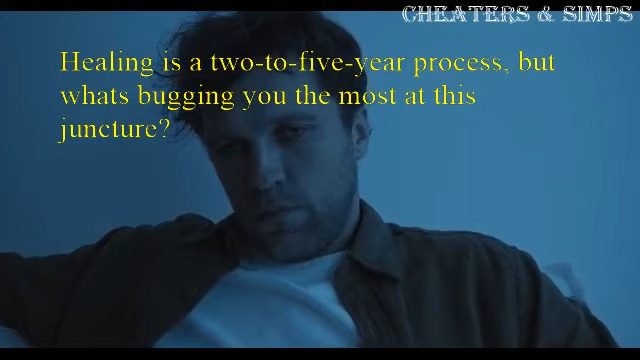 CHEATERS & SIMPS
Healing is a two-to-five-year process, but
whats bugging you the most at this
juncture?